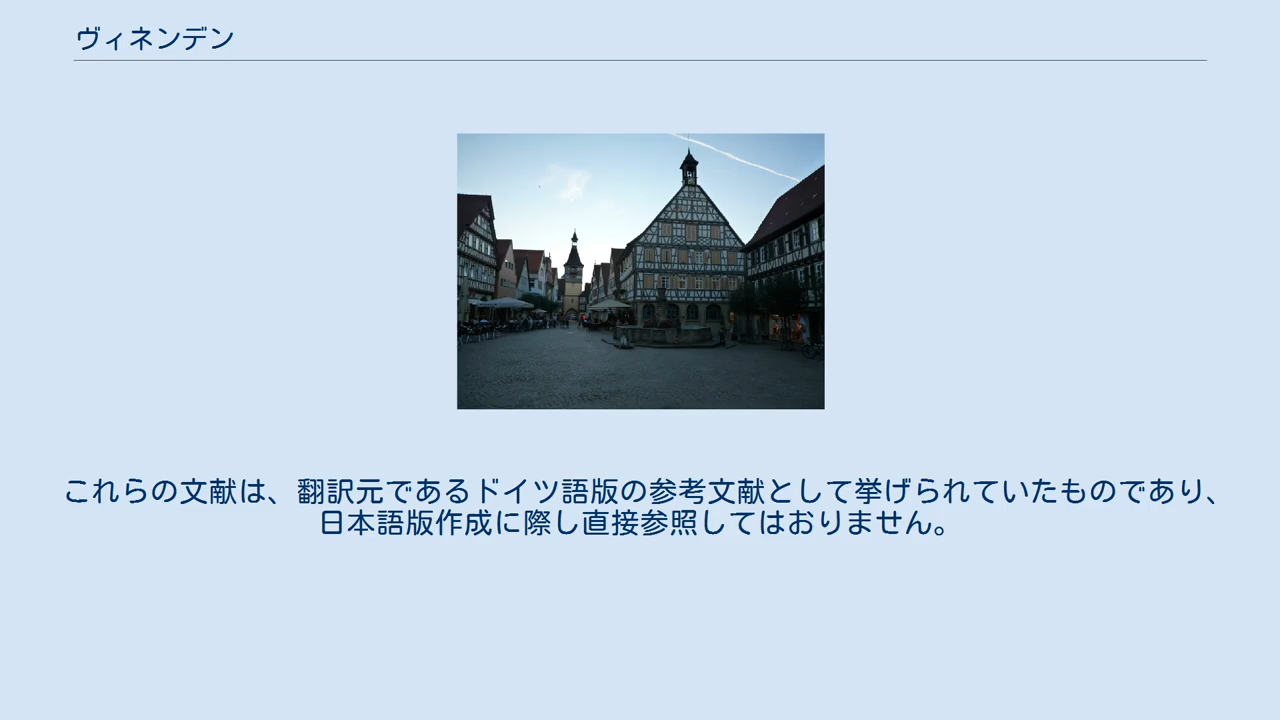 ヴィネンデン
これらの文献は、翻訳元であるドイツ語版の参考文献として挙げられていたものであり、
日本語版作成に際し直接参照してはおりません。